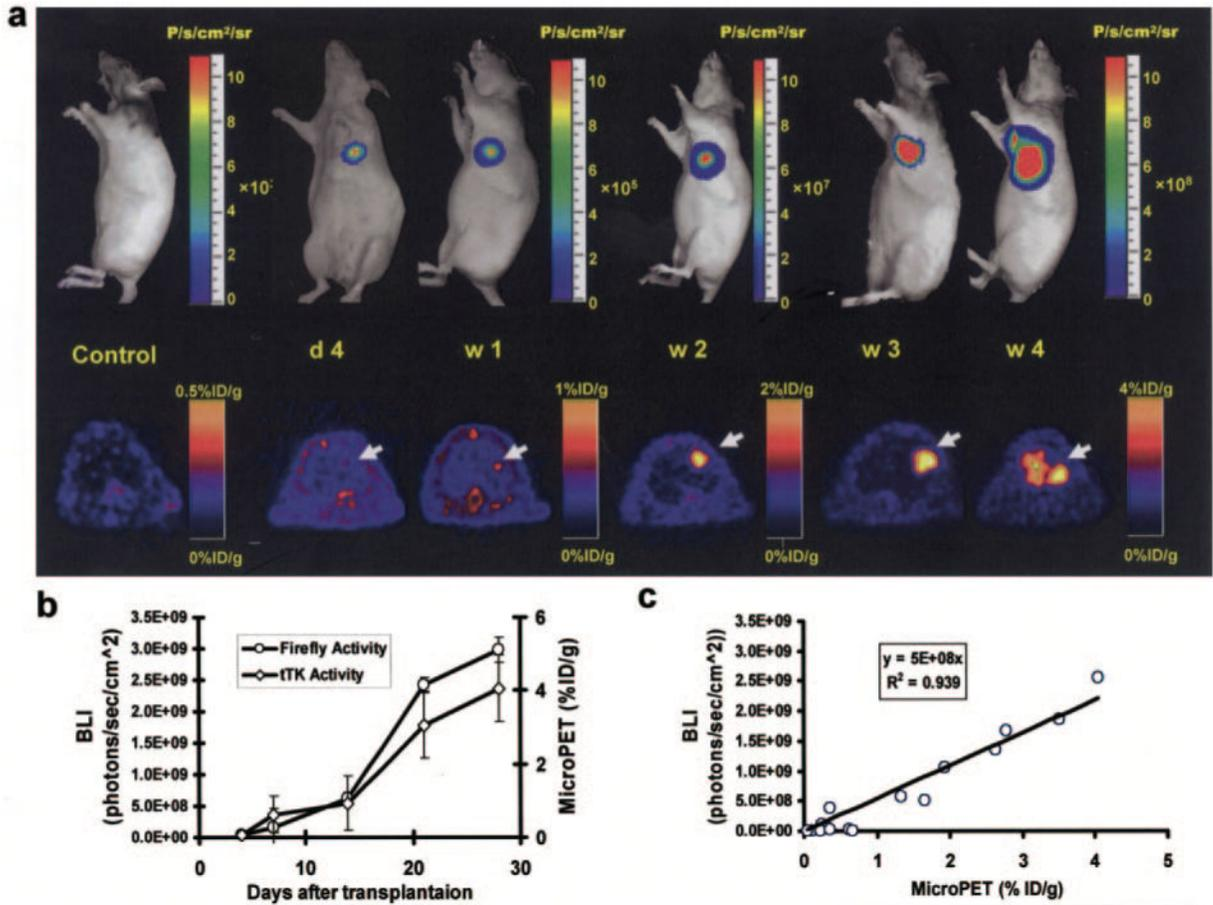 a
P/s/cm²/sr P/s/cm²/sr P/s/cm²/sr P/s/cm²/sr
10 10 10 10
8 8 8 8
6 6 6 6
×10⁵ ×10⁷ ×10⁸
4 4 4 4
2 2 2 2
0 0 0 0
Control d 4 w 1 w 2 w 3 w 4
0.5%ID/g 1%ID/g 2%ID/g 4%ID/g
0%ID/g 0%ID/g 0%ID/g 0%ID/g
b
BLI
(photons/sec/cm^2)
3.5E+09
3.0E+09
2.5E+09
2.0E+09
1.5E+09
1.0E+09
5.0E+08
0.0E+00
Firefly Activity
tTK Activity
6
4
2
0
MicroPET (%ID/g)
0 10 20 30
Days after transplantaion
c
BLI
(photons/sec/cm^2))
3.5E+09
3.0E+09
2.5E+09
2.0E+09
1.5E+09
1.0E+09
5.0E+08
0.0E+00
y = 5E+08x
R² = 0.939
0 1 2 3 4 5
MicroPET (% ID/g)